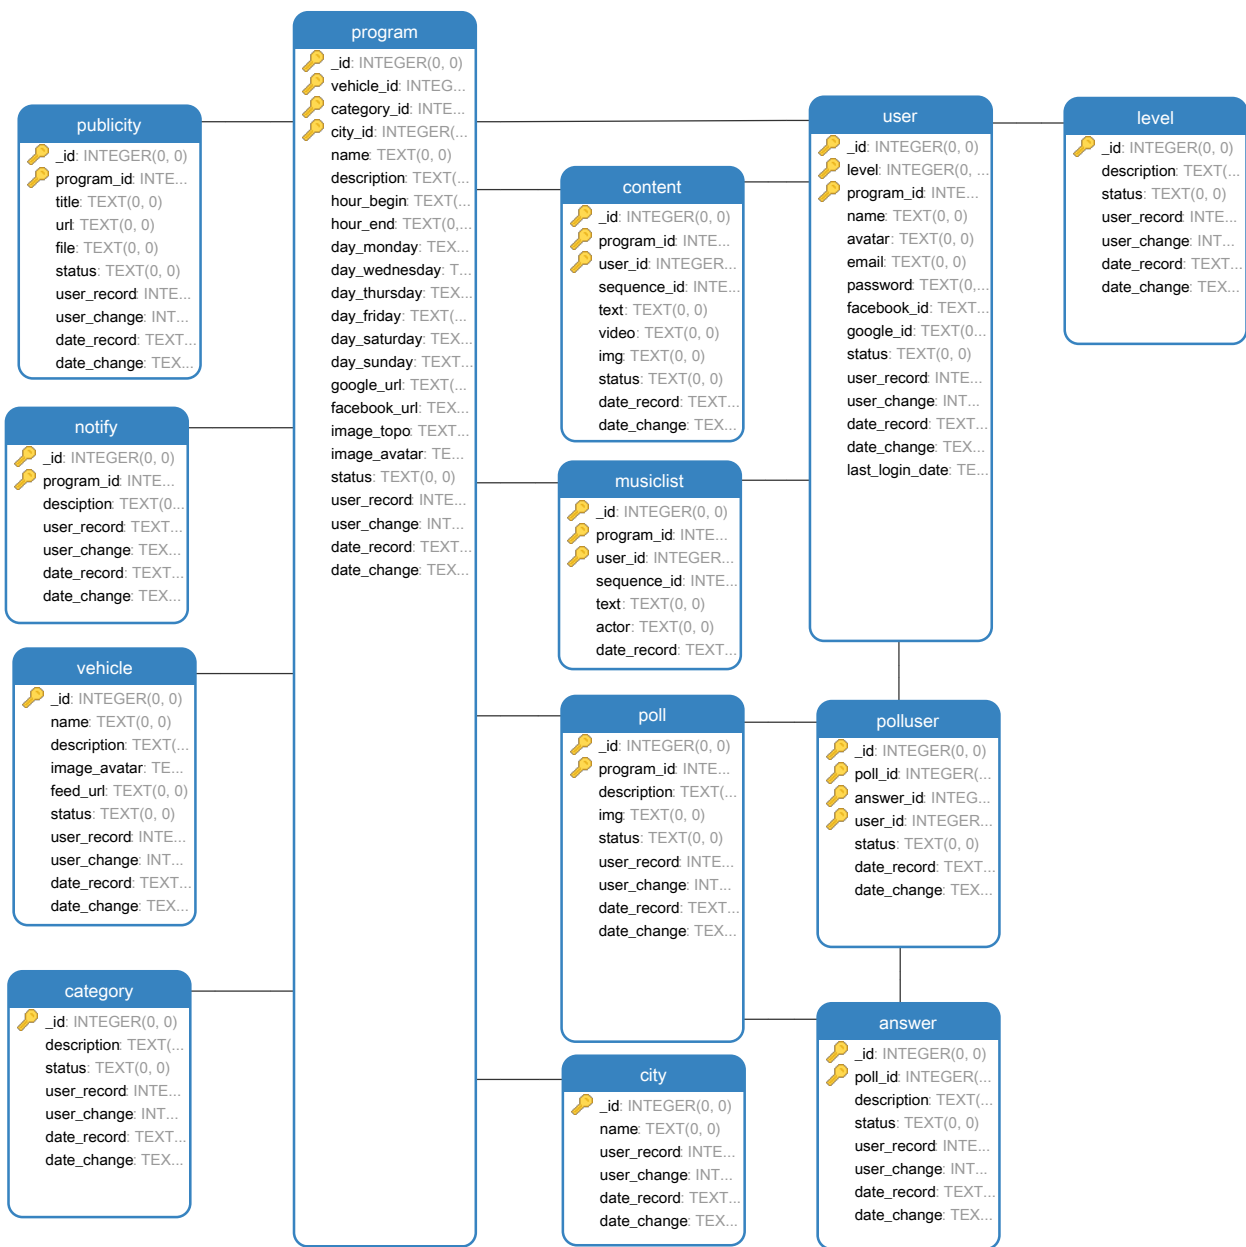 program
_id: INTEGER(0, 0)
vehicle_id: INTEG...
category_id: INTE...
city_id: INTEGER(...
name: TEXT(0, 0)
description: TEXT(...
hour_begin: TEXT(...
hour_end: TEXT(0,...
day_monday: TEX...
day_wednesday: T...
day_thursday: TEX...
day_friday: TEXT(...
day_saturday: TEX...
day_sunday: TEXT...
google_url: TEXT(...
facebook_url: TEX...
image_topo: TEXT...
image_avatar: TE...
status: TEXT(0, 0)
user_record: INTE...
user_change: INT...
date_record: TEXT...
date_change: TEX...
publicity
_id: INTEGER(0, 0)
program_id: INTE...
title: TEXT(0, 0)
url: TEXT(0, 0)
file: TEXT(0, 0)
status: TEXT(0, 0)
user_record: INTE...
user_change: INT...
date_record: TEXT...
date_change: TEX...
notify
_id: INTEGER(0, 0)
program_id: INTE...
desciption: TEXT(0...
user_record: TEXT...
user_change: TEX...
date_record: TEXT...
date_change: TEX...
vehicle
_id: INTEGER(0, 0)
name: TEXT(0, 0)
description: TEXT(...
image_avatar: TE...
feed_url: TEXT(0, 0)
status: TEXT(0, 0)
user_record: INTE...
user_change: INT...
date_record: TEXT...
date_change: TEX...
category
_id: INTEGER(0, 0)
description: TEXT(...
status: TEXT(0, 0)
user_record: INTE...
user_change: INT...
date_record: TEXT...
date_change: TEX...
content
_id: INTEGER(0, 0)
program_id: INTE...
user_id: INTEGER...
sequence_id: INTE...
text: TEXT(0, 0)
video: TEXT(0, 0)
img: TEXT(0, 0)
status: TEXT(0, 0)
date_record: TEXT...
date_change: TEX...
musiclist
_id: INTEGER(0, 0)
program_id: INTE...
user_id: INTEGER...
sequence_id: INTE...
text: TEXT(0, 0)
actor: TEXT(0, 0)
date_record: TEXT...
poll
_id: INTEGER(0, 0)
program_id: INTE...
description: TEXT(...
img: TEXT(0, 0)
status: TEXT(0, 0)
user_record: INTE...
user_change: INT...
date_record: TEXT...
date_change: TEX...
city
_id: INTEGER(0, 0)
name: TEXT(0, 0)
user_record: INTE...
user_change: INT...
date_record: TEXT...
date_change: TEX...
user
_id: INTEGER(0, 0)
level: INTEGER(0, ...
program_id: INTE...
name: TEXT(0, 0)
avatar: TEXT(0, 0)
email: TEXT(0, 0)
password: TEXT(0,...
facebook_id: TEXT...
google_id: TEXT(0...
status: TEXT(0, 0)
user_record: INTE...
user_change: INT...
date_record: TEXT...
date_change: TEX...
last_login_date: TE...
polluser
_id: INTEGER(0, 0)
poll_id: INTEGER(...
answer_id: INTEG...
user_id: INTEGER...
status: TEXT(0, 0)
date_record: TEXT...
date_change: TEX...
answer
_id: INTEGER(0, 0)
poll_id: INTEGER(...
description: TEXT(...
status: TEXT(0, 0)
user_record: INTE...
user_change: INT...
date_record: TEXT...
date_change: TEX...
level
_id: INTEGER(0, 0)
description: TEXT(...
status: TEXT(0, 0)
user_record: INTE...
user_change: INT...
date_record: TEXT...
date_change: TEX...